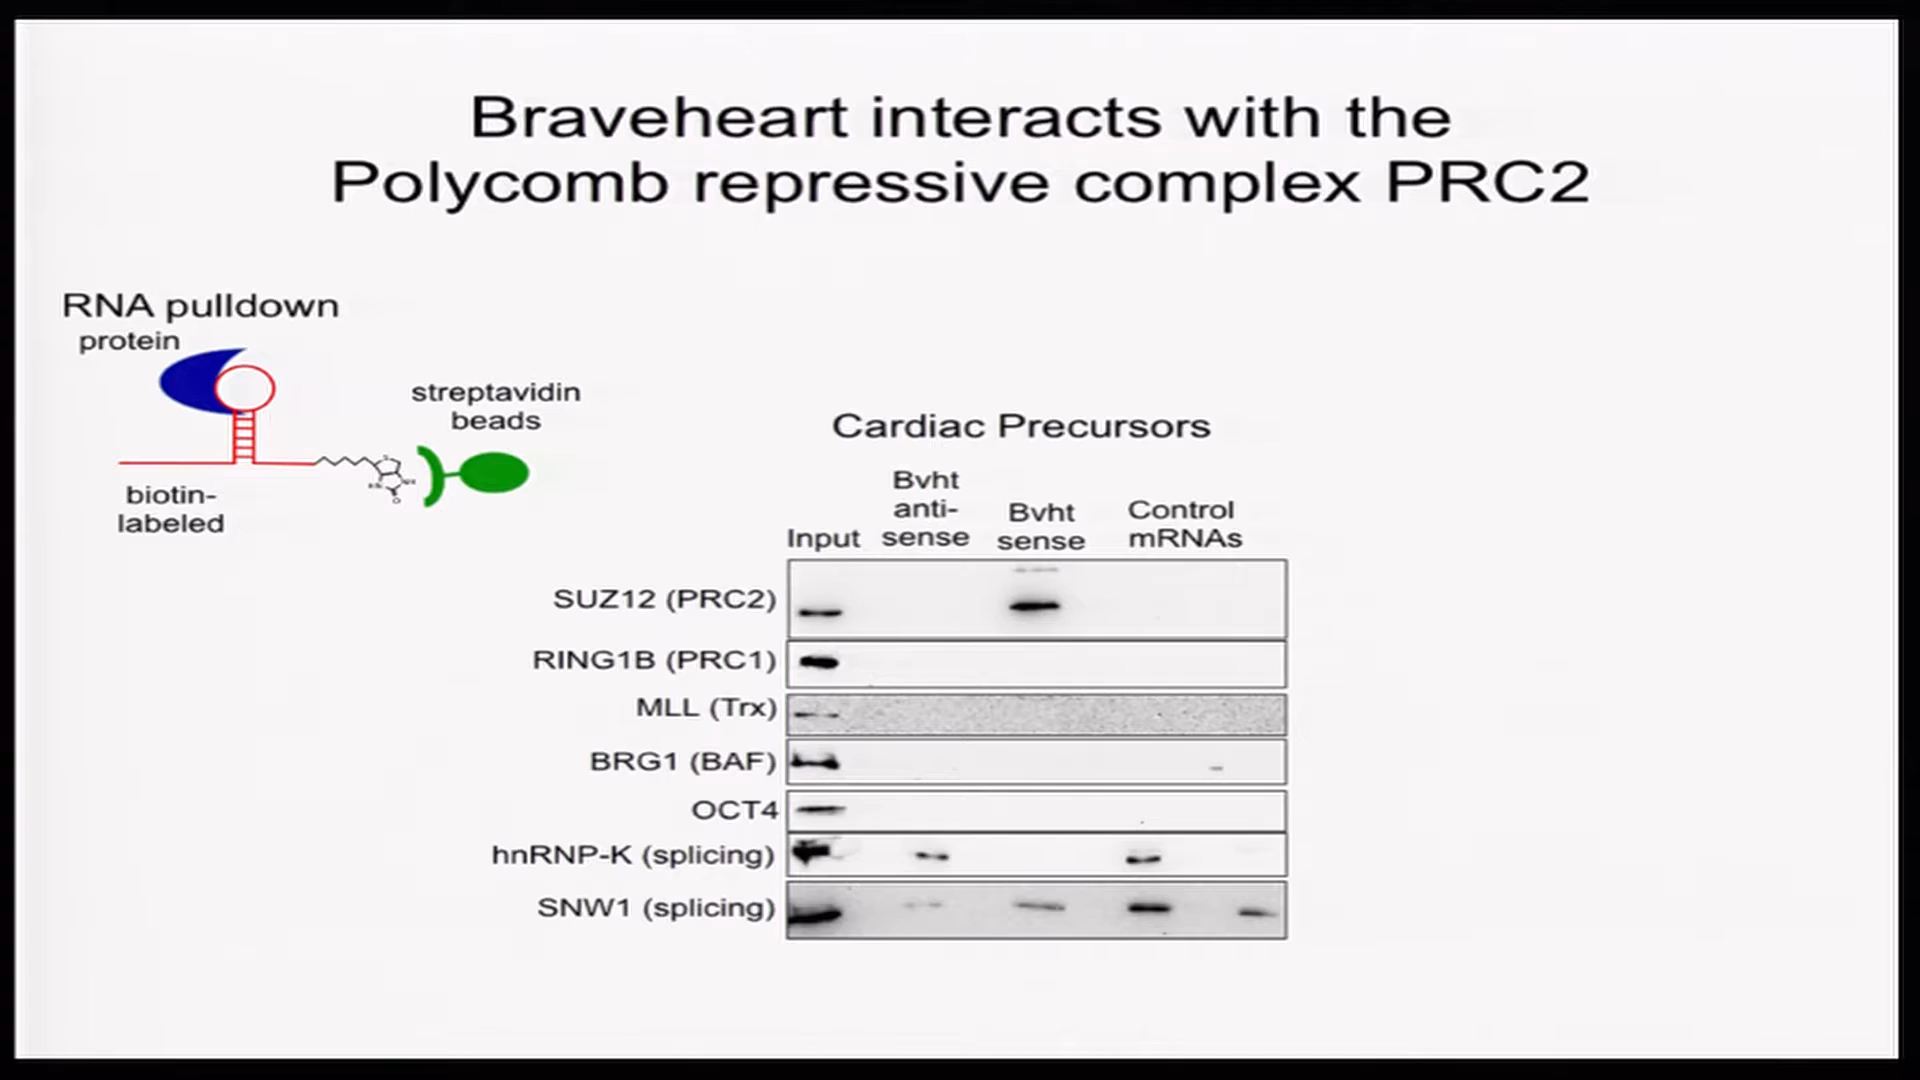 Braveheart interacts with the
Polycomb repressive complex PRC2
RNA pulldown
protein
streptavidin
beads
biotin-
labeled
Cardiac Precursors
Input
Bvht
anti-
sense
Bvht
sense
Control
mRNAs
SUZ12 (PRC2)
RING1B (PRC1)
MLL (Trx)
BRG1 (BAF)
OCT4
hnRNP-K (splicing)
SNW1 (splicing)